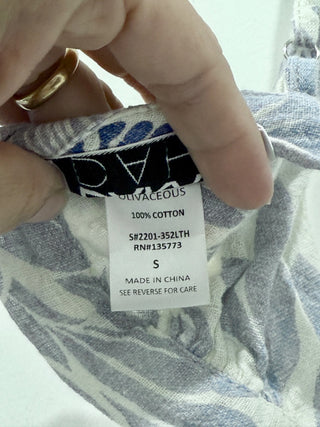 OLIVACEOUS
100% COTTON
S#2201-352LTH
RN#135773
S
MADE IN CHINA
SEE REVERSE FOR CARE